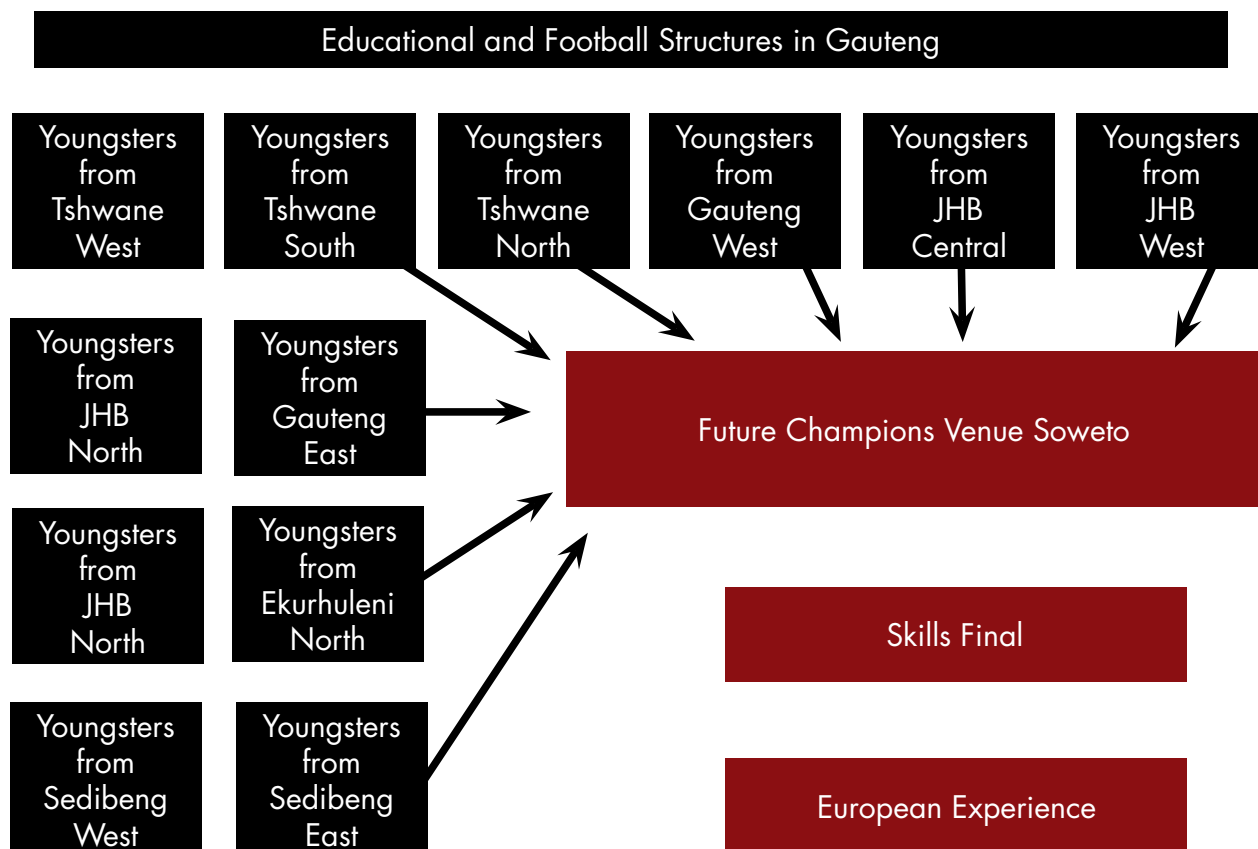 Educational and Football Structures in Gauteng
Youngsters
from
Tshwane
West
Youngsters
from
Tshwane
South
Youngsters
from
Tshwane
North
Youngsters
from
Gauteng
West
Youngsters
from
JHB
Central
Youngsters
from
JHB
West
Youngsters
from
JHB
North
Youngsters
from
Gauteng
East
Future Champions Venue Soweto
Youngsters
from
JHB
North
Youngsters
from
Ekurhuleni
North
Skills Final
Youngsters
from
Sedibeng
West
Youngsters
from
Sedibeng
East
European Experience